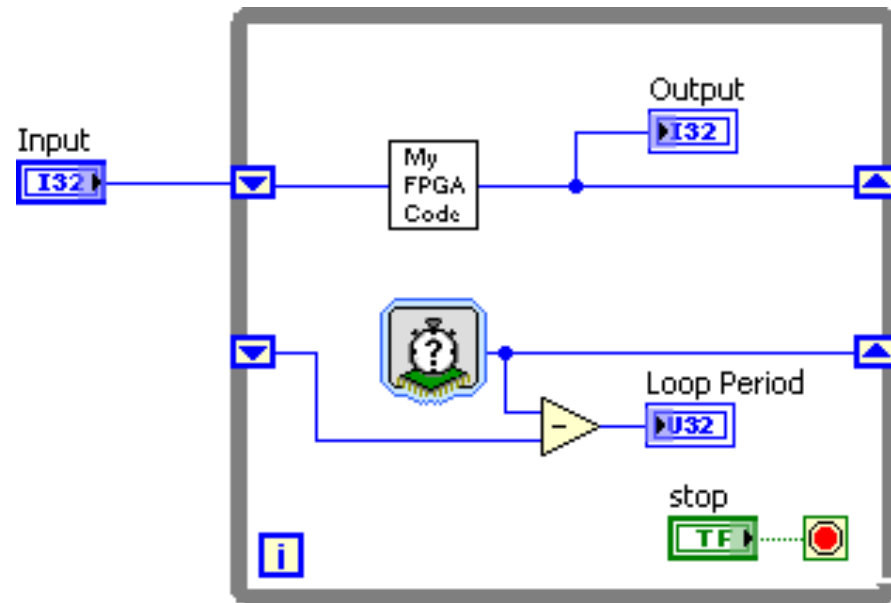 Output
I32
Input
I32
My
FPGA
Code
?
Loop Period
U32
-
stop
TF
i